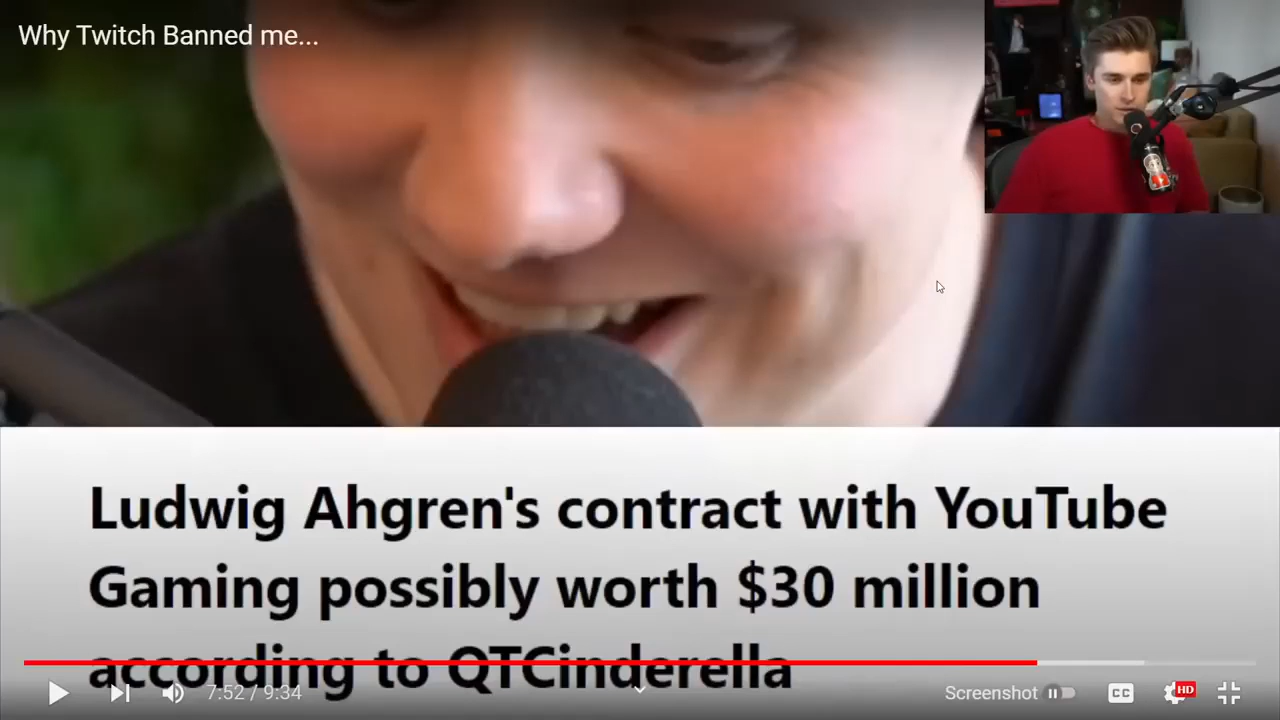 Why Twitch Banned me...
Ludwig Ahgren's contract with YouTube
Gaming possibly worth $30 million
according to QTCinderella
7:52 / 9:34
Screenshot
CC
HD